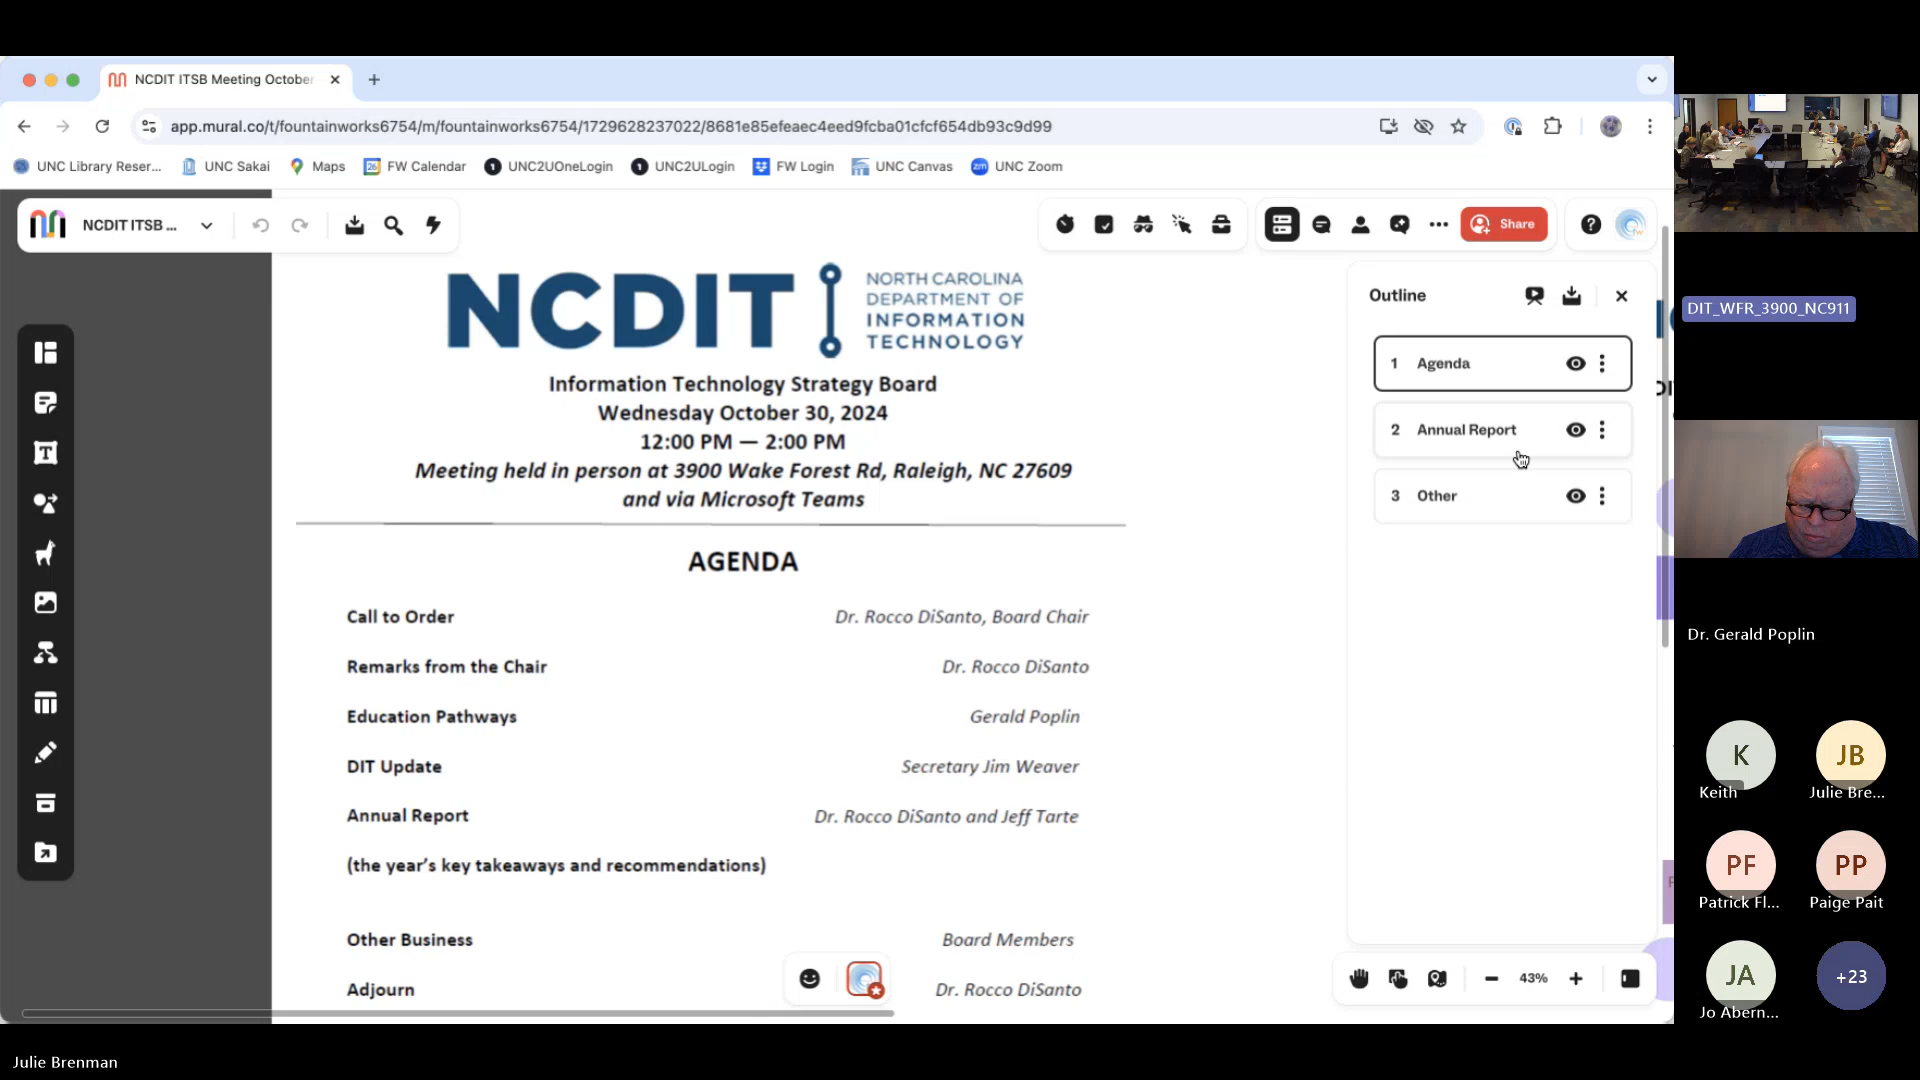 NCDIT ITSB Meeting October
app.mural.co/t/fountainworks6754/m/fountainworks6754/1729628237022/8681e85efeaec4eed9fcba01cfcf654db93c9d99
UNC Library Reser...
UNC Sakai
Maps
FW Calendar
UNC2UOneLogin
UNC2ULogin
FW Login
UNC Canvas
UNC Zoom
NCDIT ITSB ...
Share
NCDIT
NORTH CAROLINA
DEPARTMENT OF
INFORMATION
TECHNOLOGY
Information Technology Strategy Board
Wednesday October 30, 2024
12:00 PM — 2:00 PM
Meeting held in person at 3900 Wake Forest Rd, Raleigh, NC 27609
and via Microsoft Teams
AGENDA
Call to Order Dr. Rocco DiSanto, Board Chair
Remarks from the Chair Dr. Rocco DiSanto
Education Pathways Gerald Poplin
DIT Update Secretary Jim Weaver
Annual Report Dr. Rocco DiSanto and Jeff Tarte
(the year's key takeaways and recommendations)
Other Business Board Members
Adjourn Dr. Rocco DiSanto
Outline
1 Agenda
2 Annual Report
3 Other
43%
DIT_WFR_3900_NC911
Dr. Gerald Poplin
K
Keith
JB
Julie Bre...
PF
Patrick Fl...
PP
Paige Pait
JA
Jo Abern...
+23
Julie Brenman